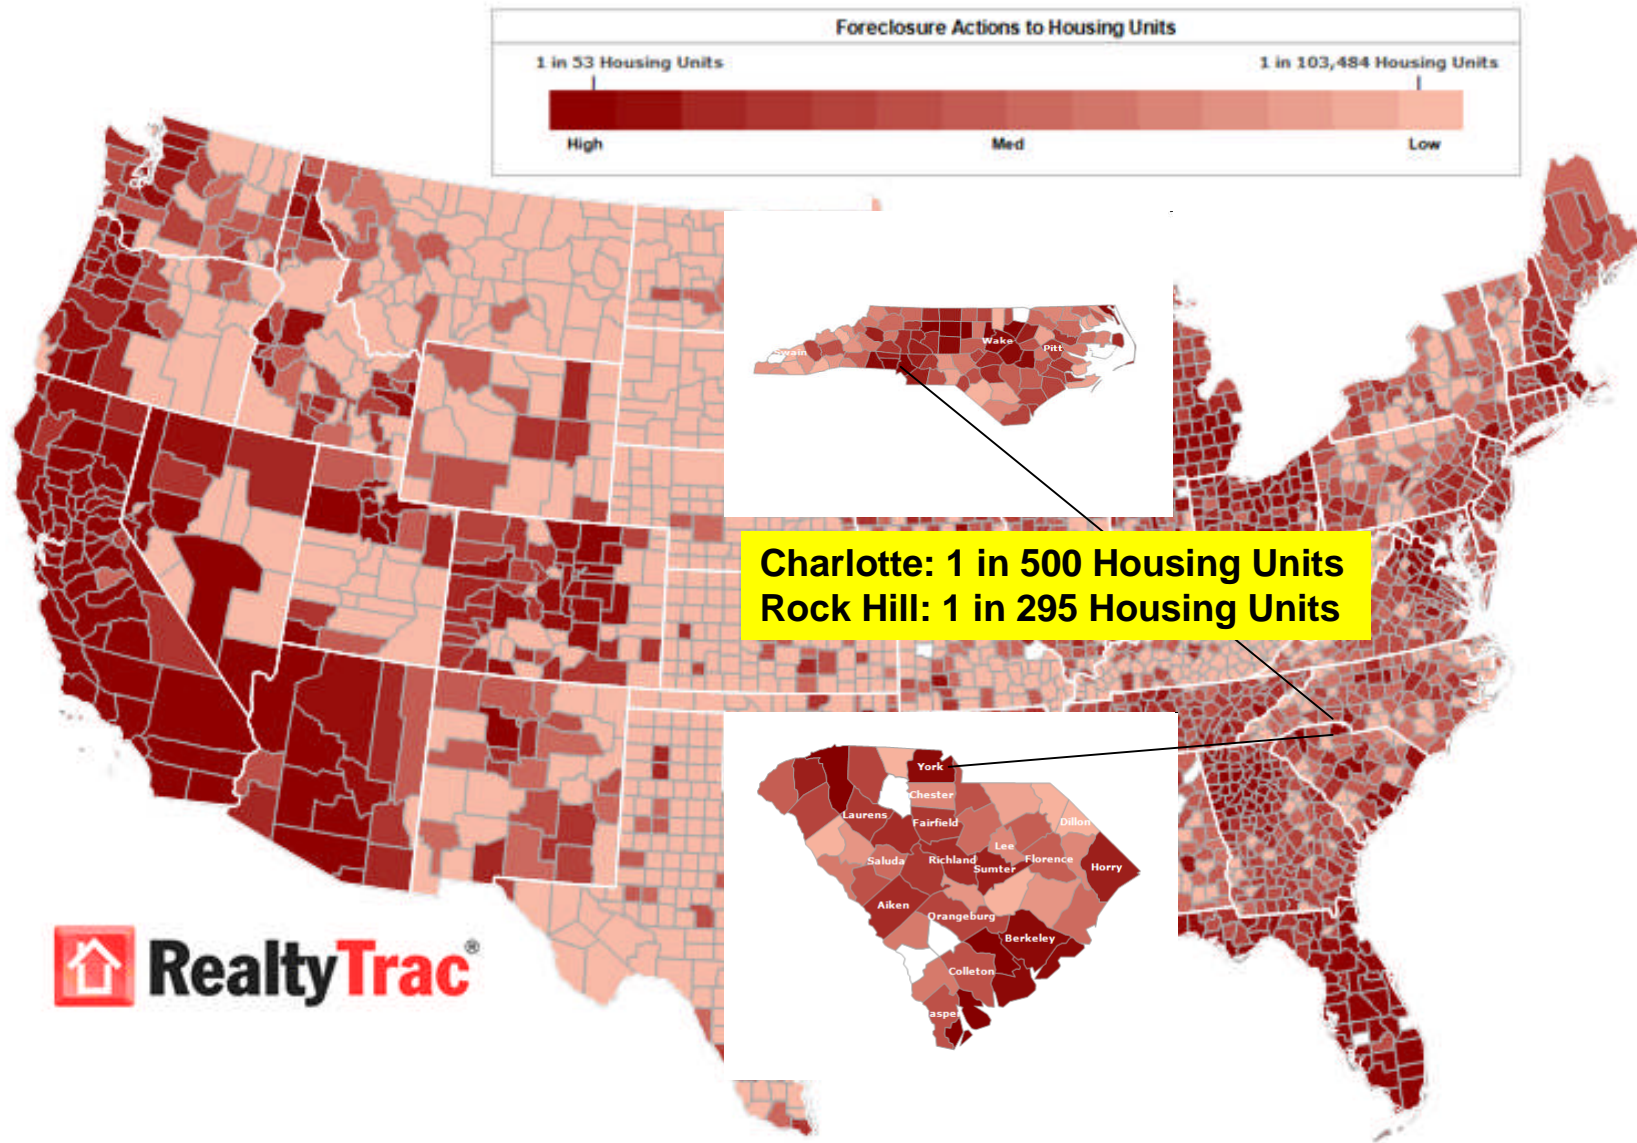 Foreclosure Actions to Housing Units
1 in 53 Housing Units
1 in 103,484 Housing Units
High
Med
Low
Swain
Wake
Pitt
Charlotte: 1 in 500 Housing Units
Rock Hill: 1 in 295 Housing Units
York
Chester
Laurens
Fairfield
Dillon
Lee
Saluda
Richland
Florence
Sumter
Horry
Aiken
Orangeburg
Berkeley
Colleton
asper
RealtyTrac®